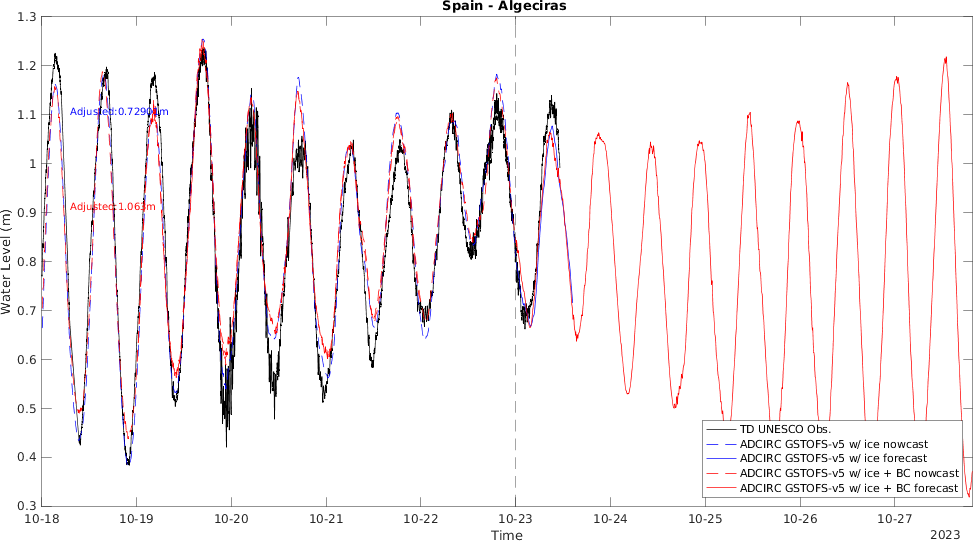 Spain - Algeciras
1.3
1.2
1.1
1
0.9
0.8
0.7
0.6
0.5
0.4
0.3
Water Level (m)
Adjusted:1.063m
TD UNESCO Obs.
ADCIRC GSTOFS-v5 w/ ice nowcast
ADCIRC GSTOFS-v5 w/ ice forecast
ADCIRC GSTOFS-v5 w/ ice + BC nowcast
ADCIRC GSTOFS-v5 w/ ice + BC forecast
10-18 10-19 10-20 10-21 10-22 10-23 10-24 10-25 10-26 10-27
Time
2023